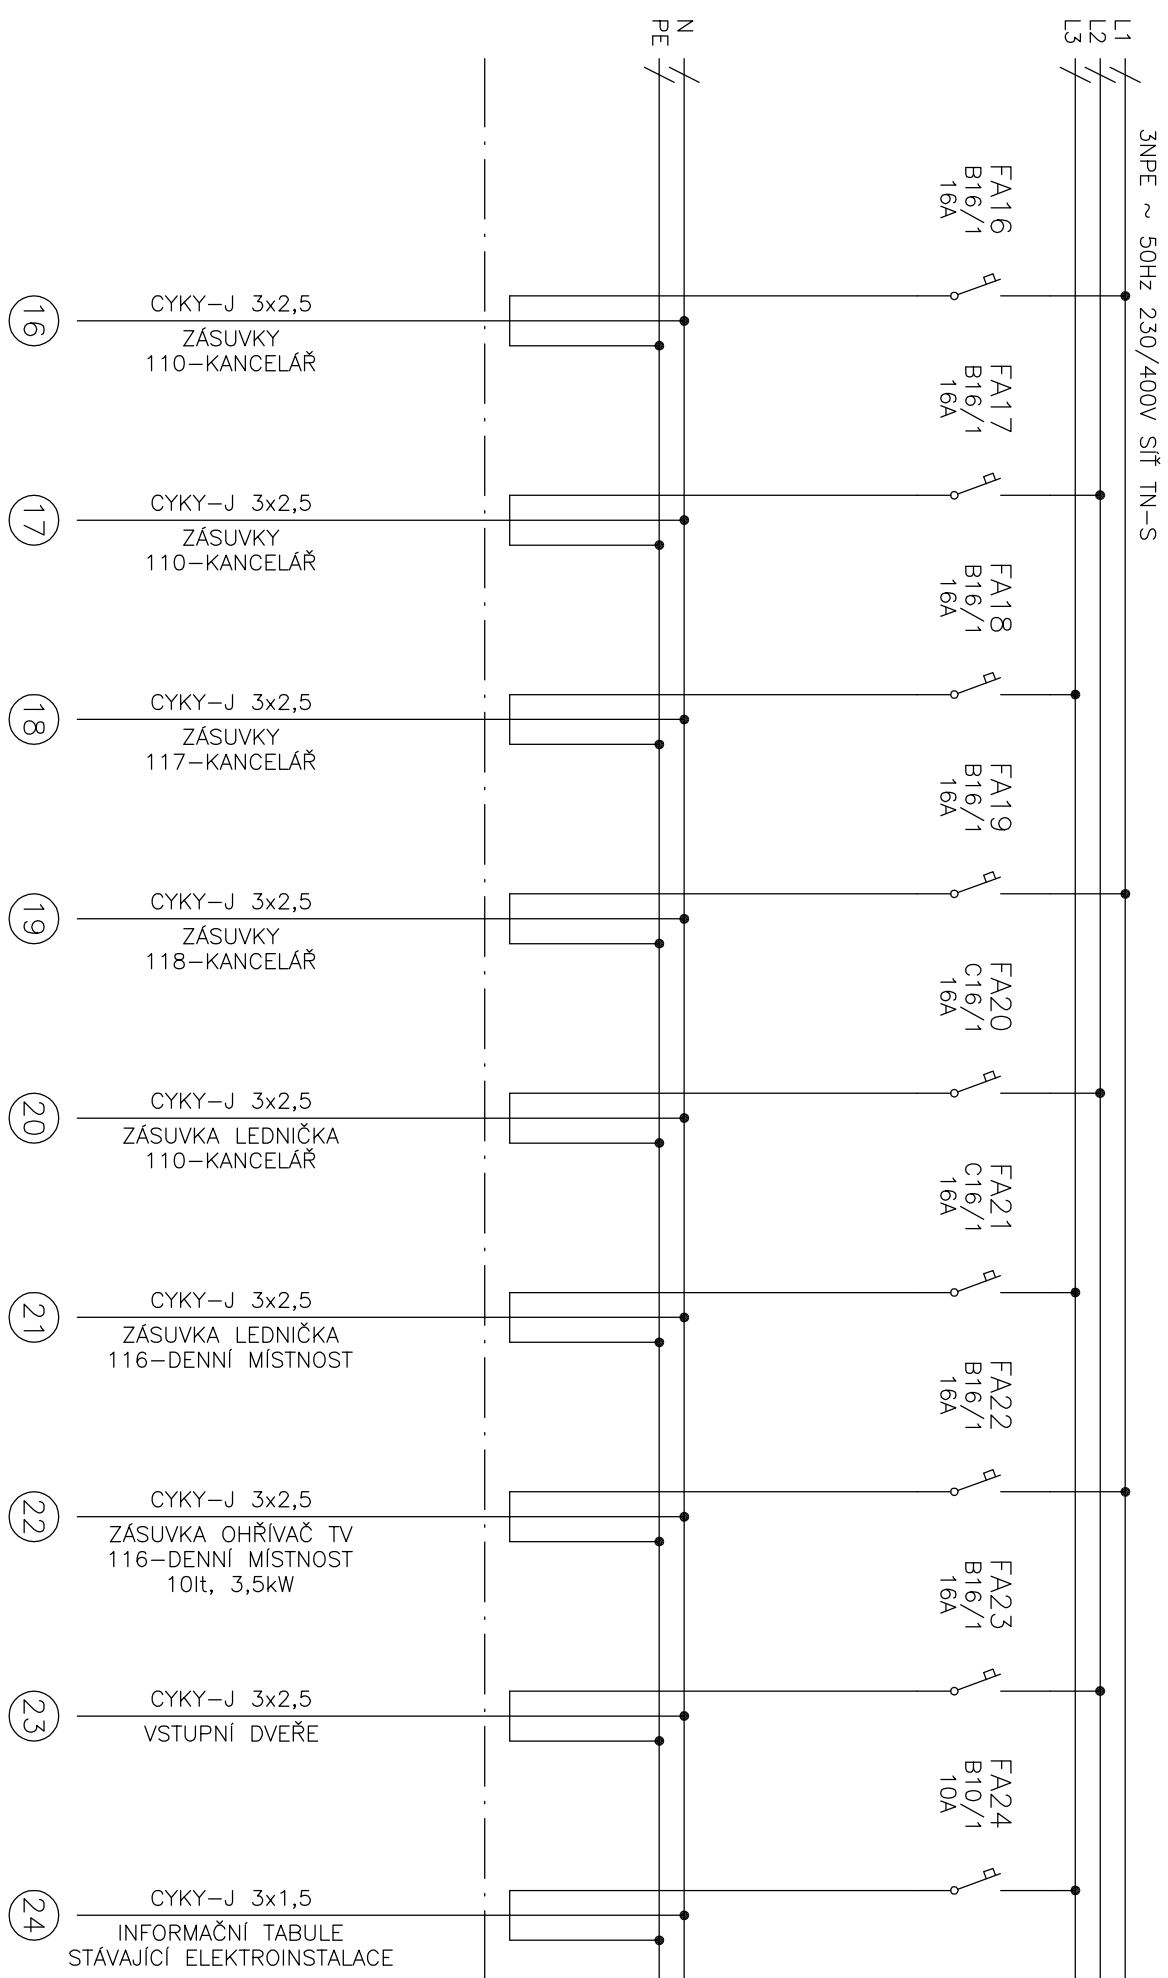 L1
L2
L3
N
PE
3NPE ~ 50Hz 230/400V SÍŤ TN-S
FA16
B16/1
16A
CYKY-J 3x2,5
ZÁSUVKY
110-KANCELÁŘ
16
FA17
B16/1
16A
CYKY-J 3x2,5
ZÁSUVKY
110-KANCELÁŘ
17
FA18
B16/1
16A
CYKY-J 3x2,5
ZÁSUVKY
117-KANCELÁŘ
18
FA19
B16/1
16A
CYKY-J 3x2,5
ZÁSUVKY
118-KANCELÁŘ
19
FA20
C16/1
16A
CYKY-J 3x2,5
ZÁSUVKA LEDNIČKA
110-KANCELÁŘ
20
FA21
C16/1
16A
CYKY-J 3x2,5
ZÁSUVKA LEDNIČKA
116-DENNÍ MÍSTNOST
21
FA22
B16/1
16A
CYKY-J 3x2,5
ZÁSUVKA OHŘÍVAČ TV
116-DENNÍ MÍSTNOST
10lt, 3,5kW
22
FA23
B16/1
16A
CYKY-J 3x2,5
VSTUPNÍ DVEŘE
23
FA24
B10/1
10A
CYKY-J 3x1,5
INFORMAČNÍ TABULE
STÁVAJÍCÍ ELEKTROINSTALACE
24